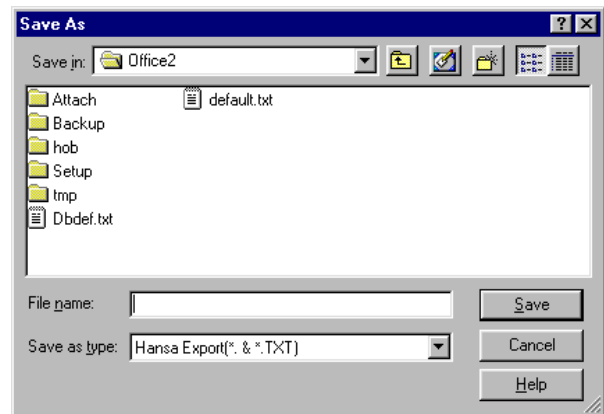 Save As
Save in: Office2
Attach default.txt
Backup
hob
Setup
tmp
Dbdef.txt
File name: Save
Save as type: Hansa Export(*. & *.TXT) Cancel
Help